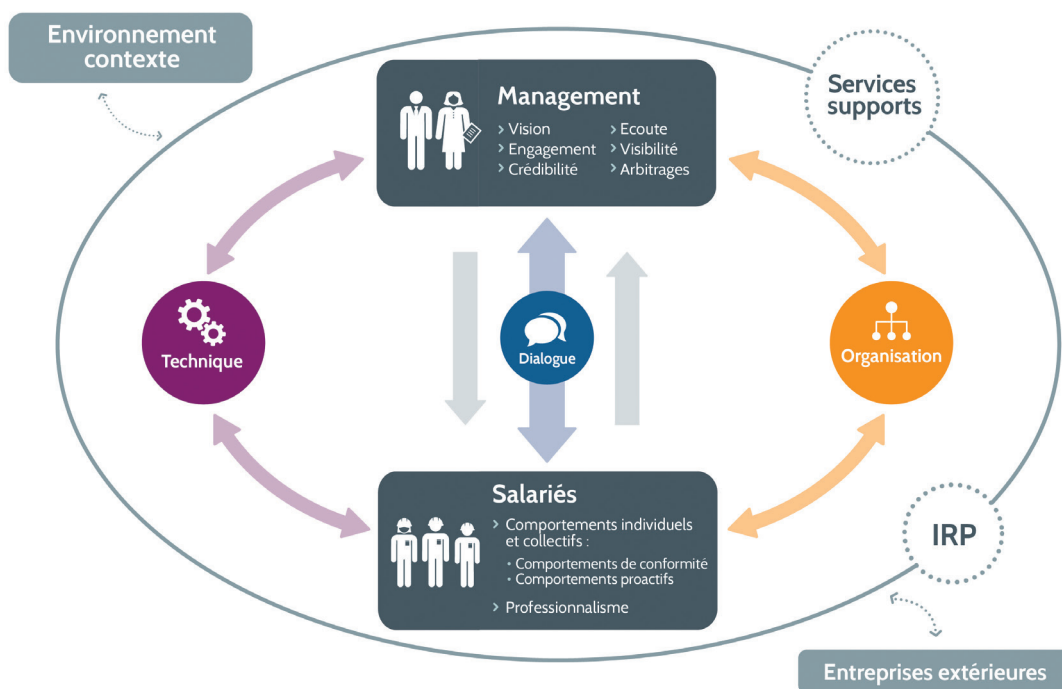 Environnement
contexte
Services
supports
Management
> Vision
> Engagement
> Crédibilité
> Ecoute
> Visibilité
> Arbitrages
Technique
Dialogue
Organisation
Salariés
> Comportements individuels
et collectifs :
• Comportements de conformité
• Comportements proactifs
> Professionnalisme
IRP
Entreprises extérieures